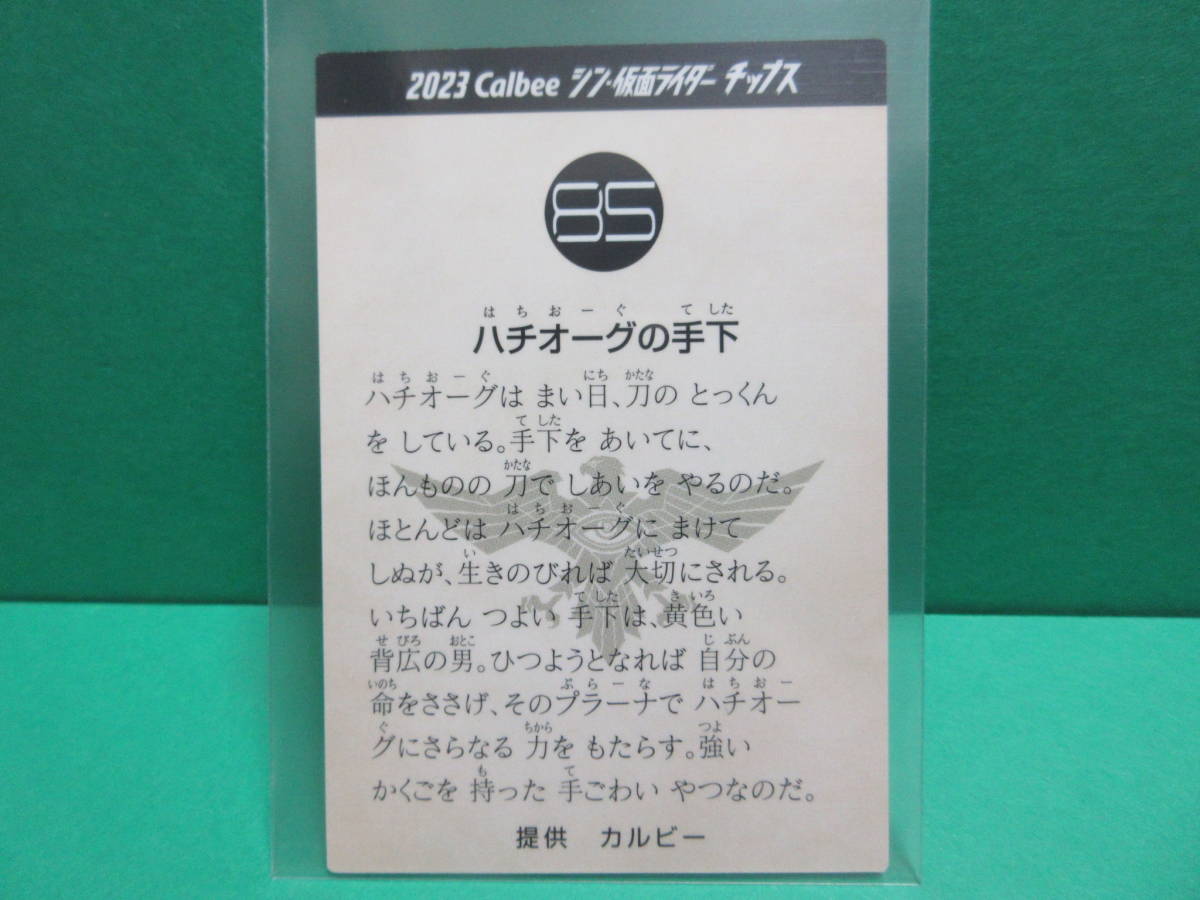 2023 Calbee シン・仮面ライダー チップス
85
はちおーぐ てした
ハチオーグの手下
はちおーぐ にち かたな
ハチオーグは まい日、刀の とっくん
てした
を している。手下を あいてに、
かたな
ほんものの 刀で しあいを やるのだ。
はちおーぐ
ほとんどは ハチオーグに まけて
い たいせつ
しぬが、生きのびれば 大切にされる。
てした きいろ
いちばん つよい 手下は、黄色い
せびろ おとこ じぶん
背広の男。ひつようとなれば 自分の
いのち ぷらーな はちおー
命をささげ、そのプラーナで ハチオー
ぐ ちから つよ
グにさらなる 力を もたらす。強い
も て
かくごを 持った 手ごわい やつなのだ。
提供 カルビー